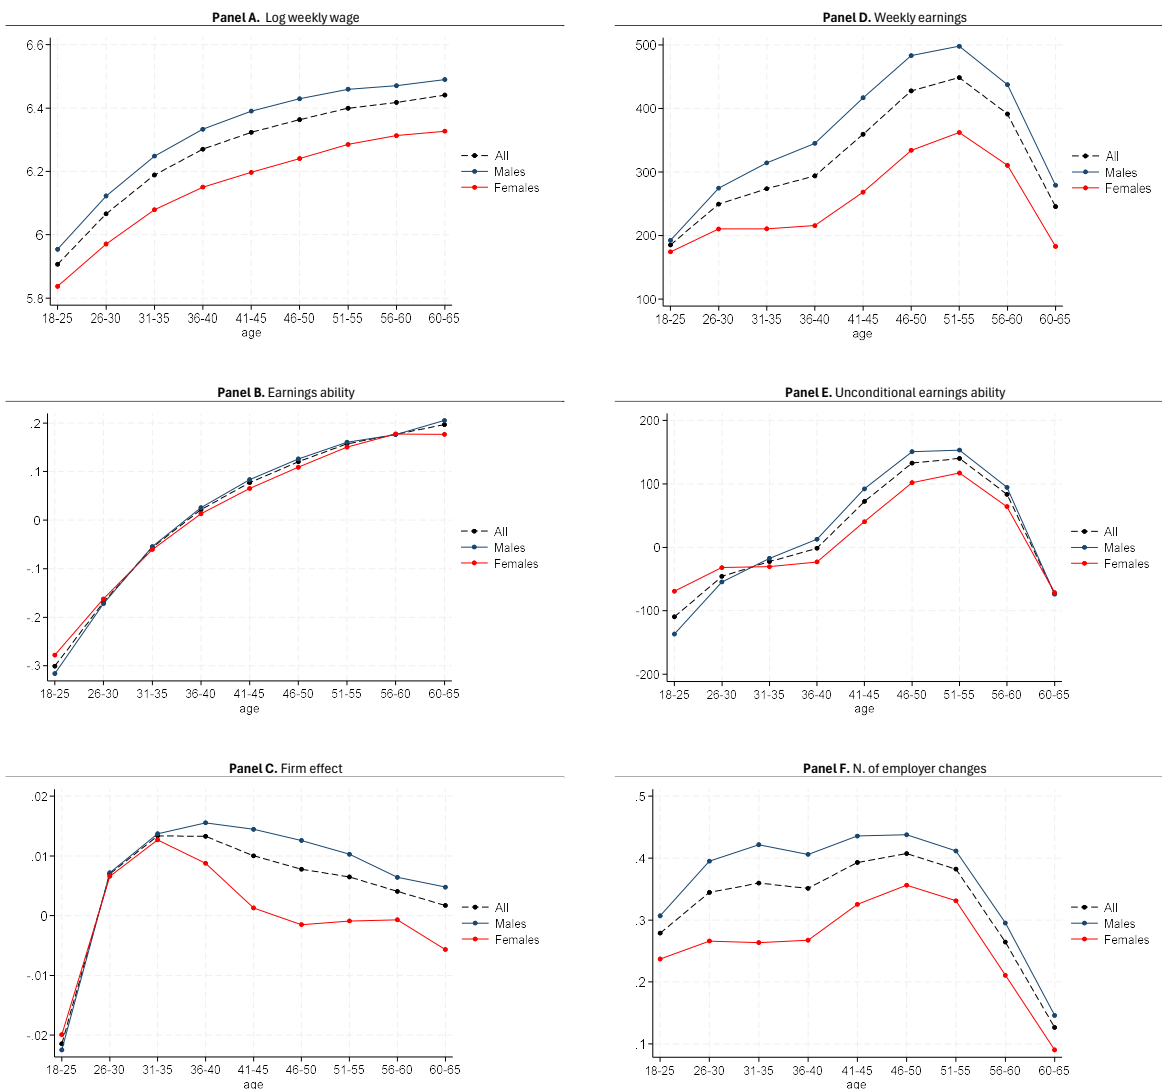 Panel A. Log weekly wage
6.6
6.4
6.2
6
5.8
18-25 26-30 31-35 36-40 41-45 46-50 51-55 56-60 60-65
age
All
Males
Females
Panel D. Weekly earnings
500
400
300
200
100
18-25 26-30 31-35 36-40 41-45 46-50 51-55 56-60 60-65
age
All
Males
Females
Panel B. Earnings ability
.2
.1
0
-.1
-.2
-.3
18-25 26-30 31-35 36-40 41-45 46-50 51-55 56-60 60-65
age
All
Males
Females
Panel E. Unconditional earnings ability
200
100
0
-100
-200
18-25 26-30 31-35 36-40 41-45 46-50 51-55 56-60 60-65
age
All
Males
Females
Panel C. Firm effect
.02
.01
0
-.01
-.02
18-25 26-30 31-35 36-40 41-45 46-50 51-55 56-60 60-65
age
All
Males
Females
Panel F. N. of employer changes
.5
.4
.3
.2
.1
18-25 26-30 31-35 36-40 41-45 46-50 51-55 56-60 60-65
age
All
Males
Females